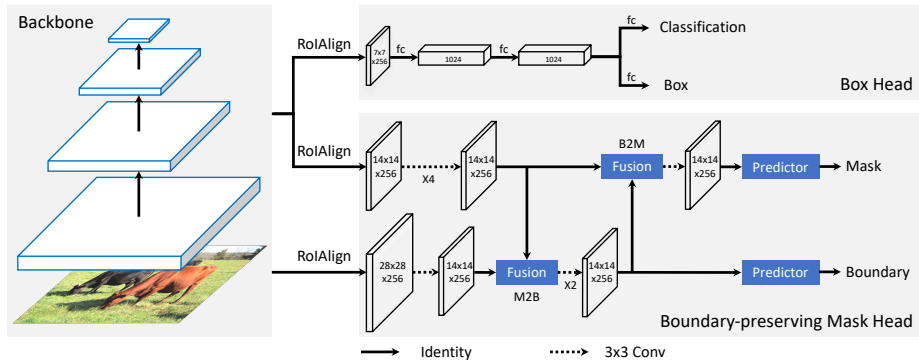 Backbone
RoIAlign
7x7
x256
fc
1024
fc
1024
fc
Classification
fc
Box
Box Head
RoIAlign
14x14
x256
X4
14x14
x256
B2M
Fusion
14x14
x256
Predictor
Mask
RoIAlign
28x28
x256
14x14
x256
Fusion
M2B
X2
14x14
x256
Predictor
Boundary
Boundary-preserving Mask Head
Identity
3x3 Conv